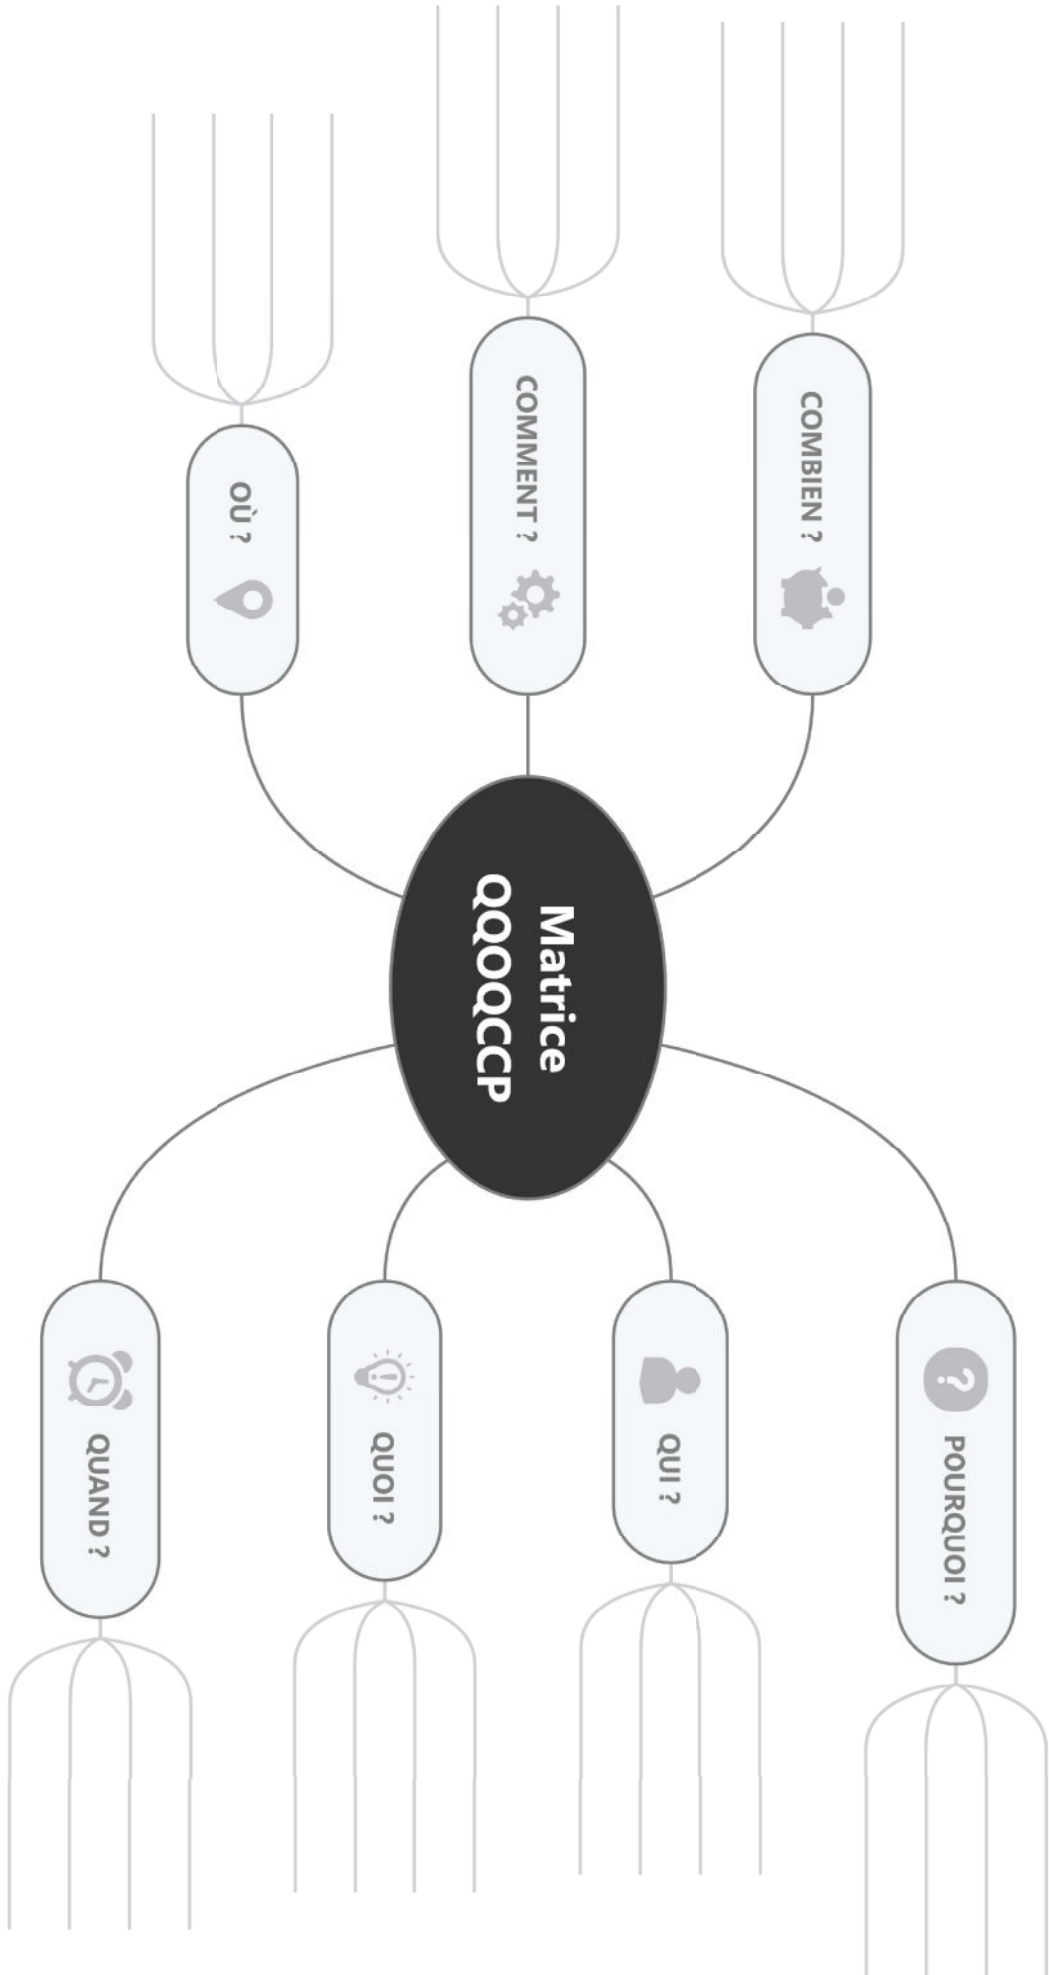 Matrice
QQOQCCP
POURQUOI ?
QUI ?
QUOI ?
QUAND ?
COMBIEN ?
COMMENT ?
OÙ ?